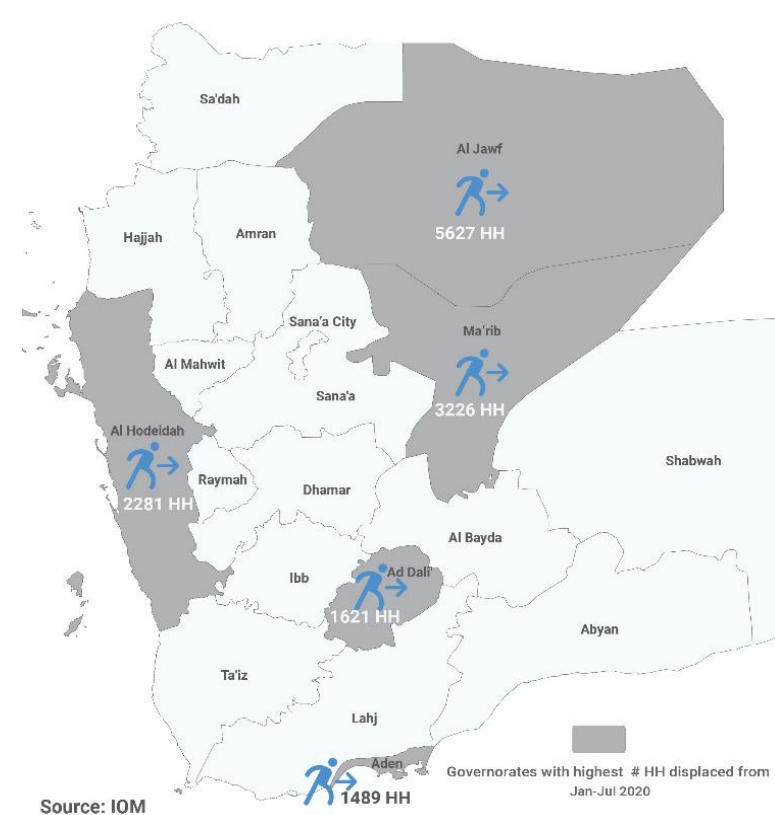 Sa'dah
Al Jawf
5627 HH
Hajjah
Amran
Sana'a City
Ma'rib
3226 HH
Al Mahwit
Sana'a
Al Hodeidah
2281 HH
Raymah
Dhamar
Shabwah
Al Bayda
Ibb
Ad Dali'
1621 HH
Abyan
Ta'iz
Lahj
Aden
1489 HH
Governorates with highest # HH displaced from
Jan-Jul 2020
Source: IOM